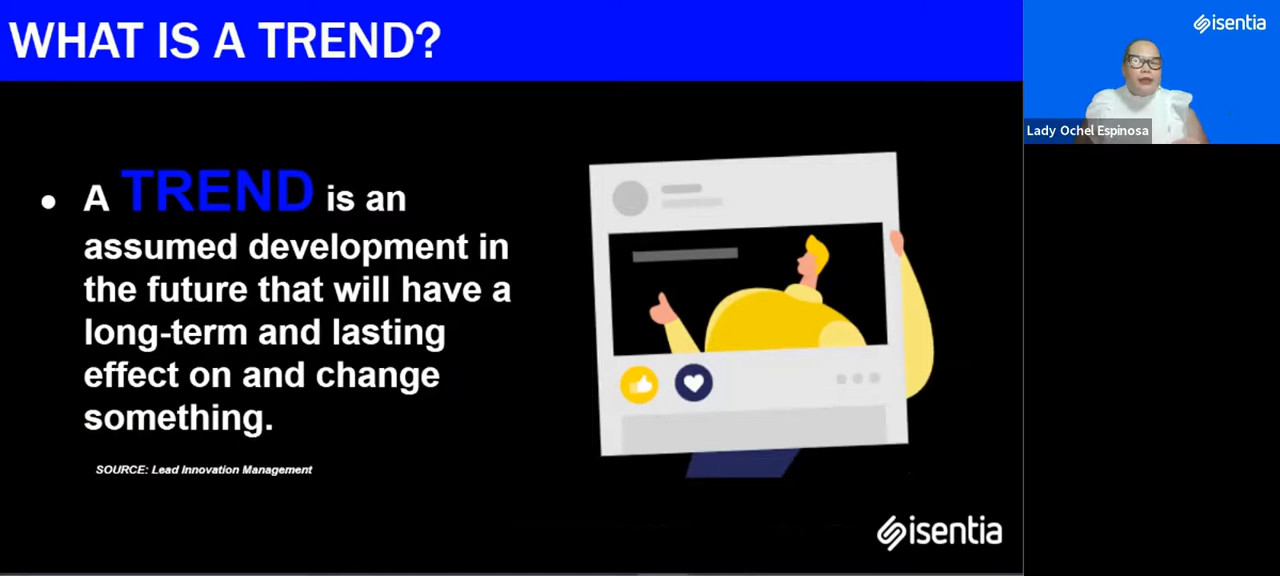 WHAT IS A TREND?
isentia
Lady Ochel Espinosa
● A TREND is an
assumed development in
the future that will have a
long-term and lasting
effect on and change
something.
SOURCE: Lead Innovation Management
isentia